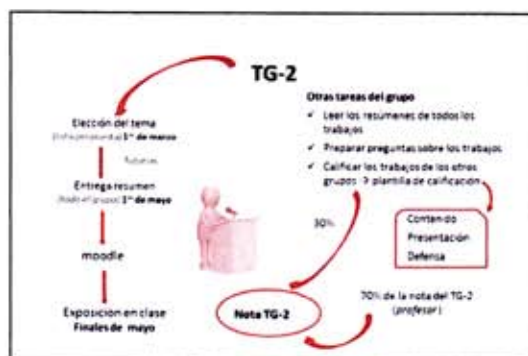 TG-2
Elección del tema
1er de marzo
Tutorías
Entrega resumen
1er de mayo
moodle
Exposición en clase
Finales de mayo
Otras tareas del grupo
✓ Leer los resúmenes de todos los
trabajos
✓ Preparar preguntas sobre los trabajos
✓ Calificar los trabajos de los otros
grupos → plantilla de calificación
30%
Contenido
Presentación
Defensa
Nota TG-2
70% de la nota del TG-2
(profesor)